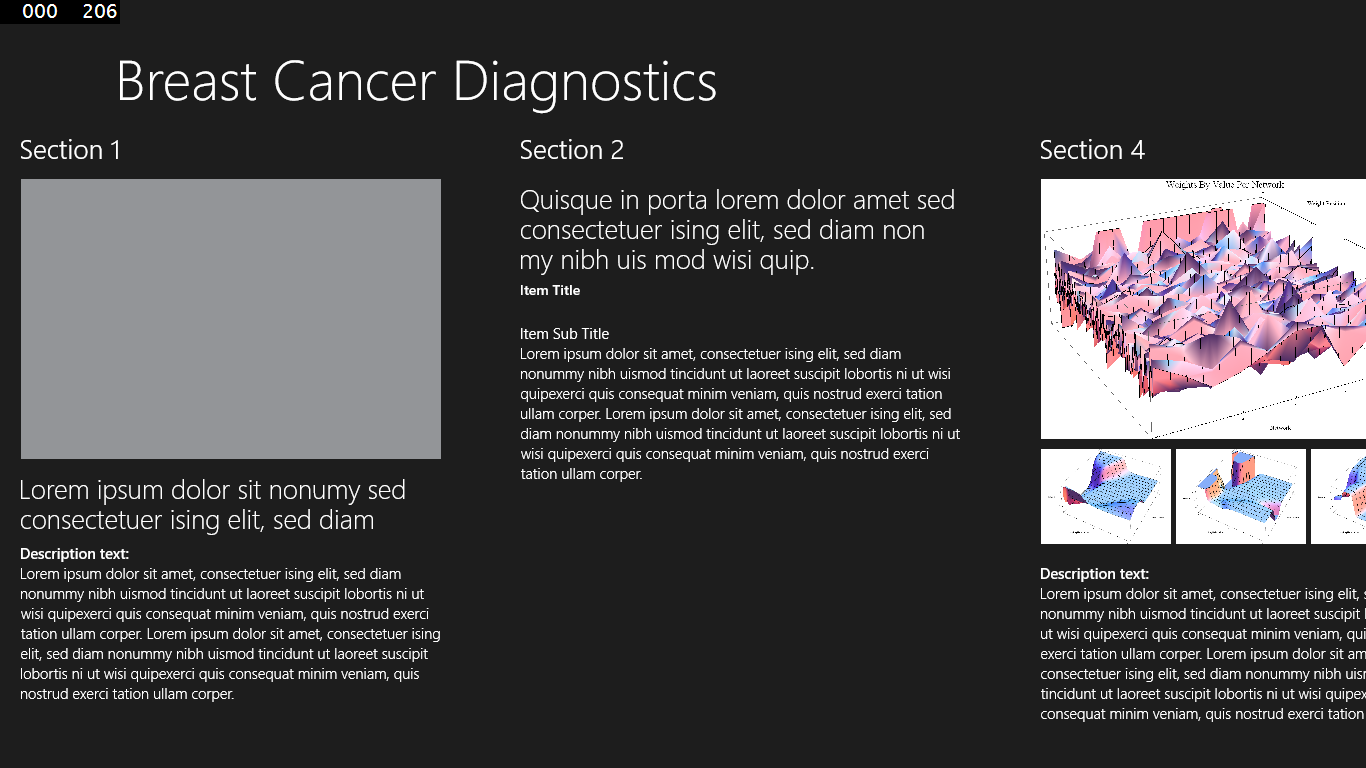 000 206
Breast Cancer Diagnostics
Section 1
Lorem ipsum dolor sit nonumy sed
consectetuer ising elit, sed diam
Description text:
Lorem ipsum dolor sit amet, consectetuer ising elit, sed diam
nonummy nibh uismod tincidunt ut laoreet suscipit lobortis ni ut
wisi quipexerci quis consequat minim veniam, quis nostrud exerci
tation ullam corper. Lorem ipsum dolor sit amet, consectetuer ising
elit, sed diam nonummy nibh uismod tincidunt ut laoreet suscipit
lobortis ni ut wisi quipexerci quis consequat minim veniam, quis
nostrud exerci tation ullam corper.
Section 2
Quisque in porta lorem dolor amet sed
consectetuer ising elit, sed diam non
my nibh uis mod wisi quip.
Item Title
Item Sub Title
Lorem ipsum dolor sit amet, consectetuer ising elit, sed diam
nonummy nibh uismod tincidunt ut laoreet suscipit lobortis ni ut wisi
quipexerci quis consequat minim veniam, quis nostrud exerci tation
ullam corper. Lorem ipsum dolor sit amet, consectetuer ising elit, sed
diam nonummy nibh uismod tincidunt ut laoreet suscipit lobortis ni ut
wisi quipexerci quis consequat minim veniam, quis nostrud exerci
tation ullam corper.
Section 4
Weights By Value For Network
Weight Position
Network
Description text:
Lorem ipsum dolor sit amet, consectetuer ising elit,
nonummy nibh uismod tincidunt ut laoreet suscipit
ut wisi quipexerci quis consequat minim veniam,
exerci tation ullam corper. Lorem ipsum dolor sit
consectetuer ising elit, sed diam nonummy nibh
tincidunt ut laoreet suscipit lobortis ni ut wisi
consequat minim veniam, quis nostrud exerci tation